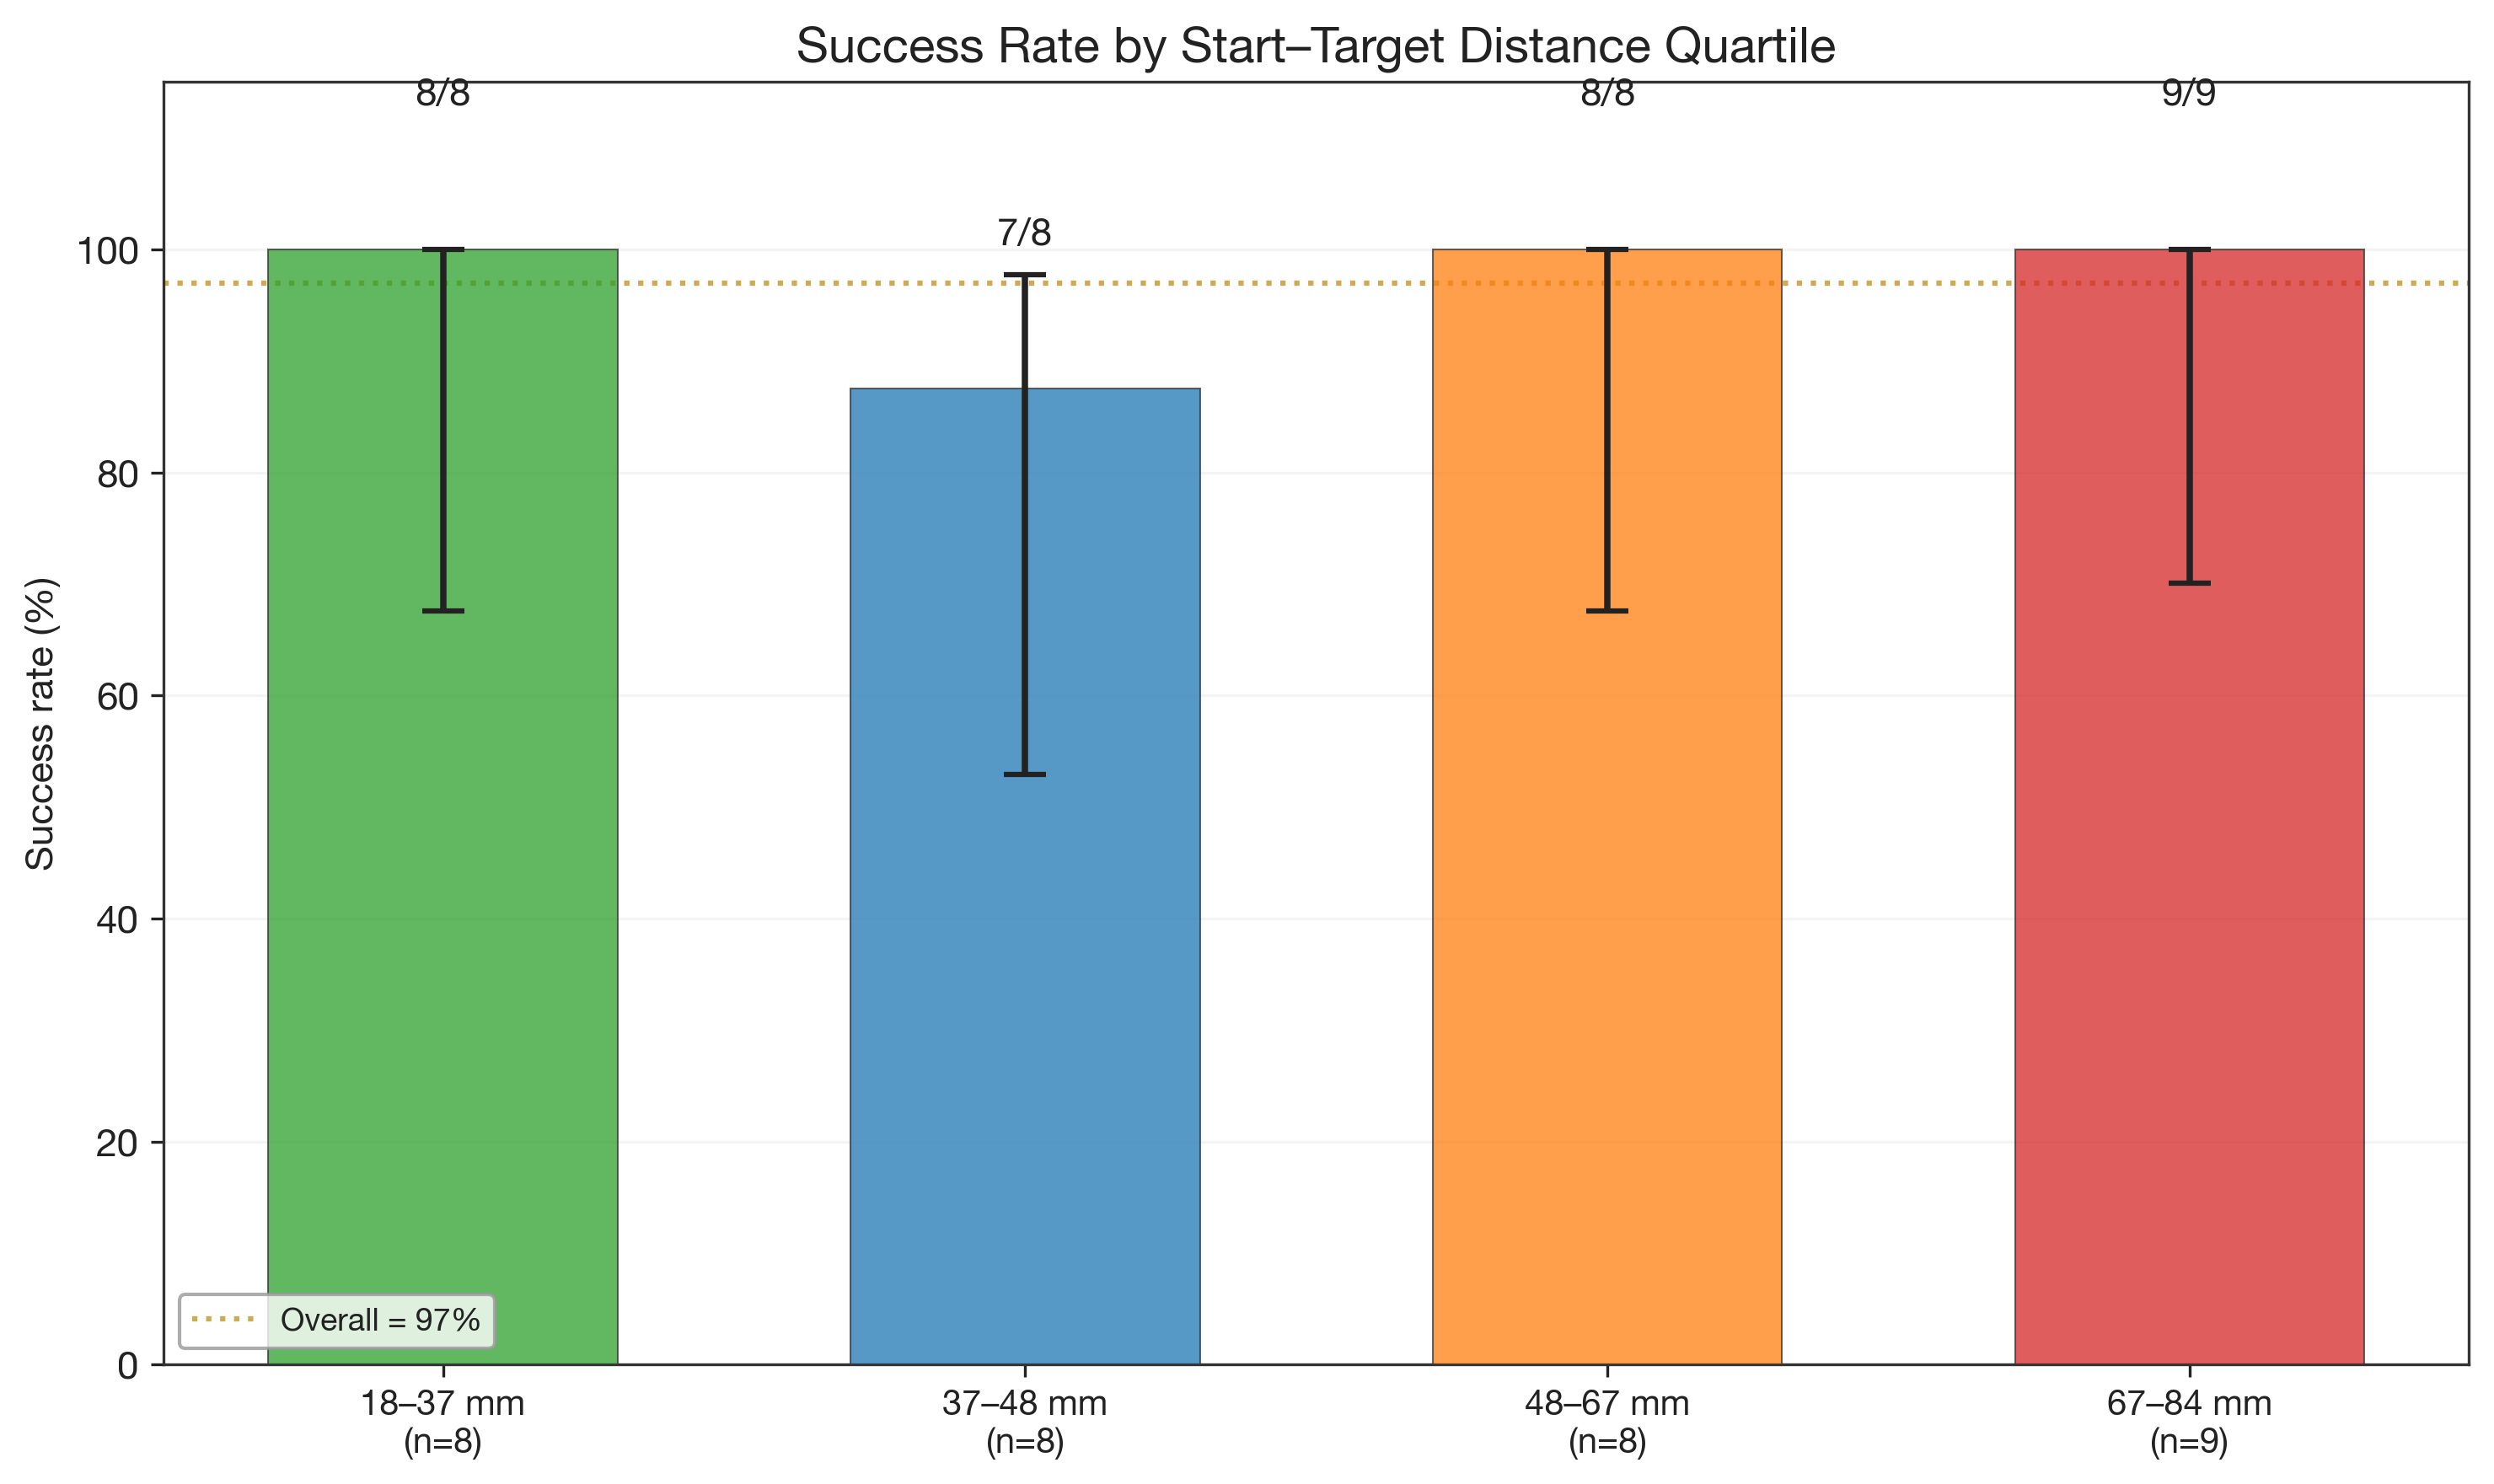 Success Rate by Start–Target Distance Quartile
8/8
7/8
8/8
9/9
Success rate (%)
100
80
60
40
20
0
Overall = 97%
18–37 mm
(n=8)
37–48 mm
(n=8)
48–67 mm
(n=8)
67–84 mm
(n=9)